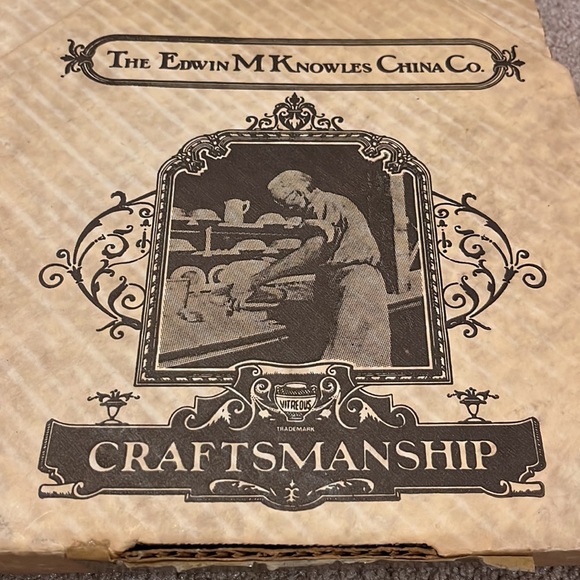 The Edwin M Knowles China Co.
VITREOUS
TRADEMARK
CRAFTSMANSHIP